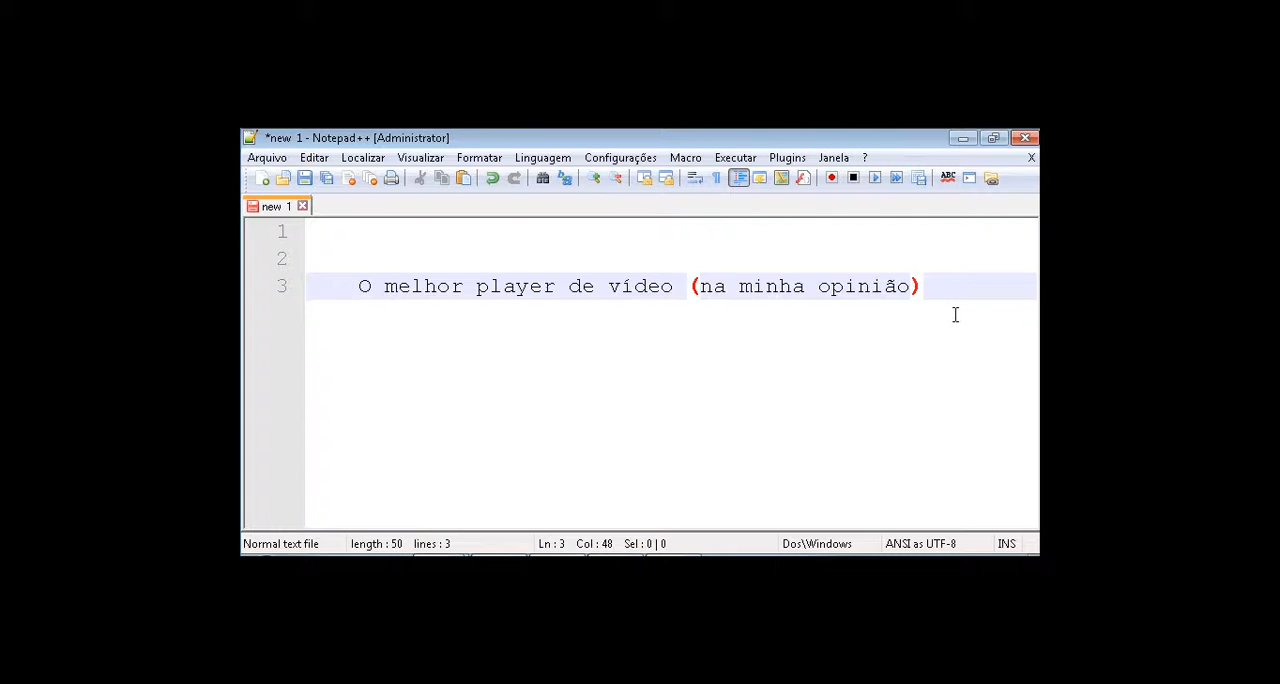 *new 1 - Notepad++ [Administrator]
Arquivo Editar Localizar Visualizar Formatar Linguagem Configurações Macro Executar Plugins Janela ? X
ABC
new 1
1
2
3 O melhor player de vídeo (na minha opinião)
Normal text file length : 50 lines : 3 Ln : 3 Col : 48 Sel : 0 | 0 Dos\Windows ANSI as UTF-8 INS